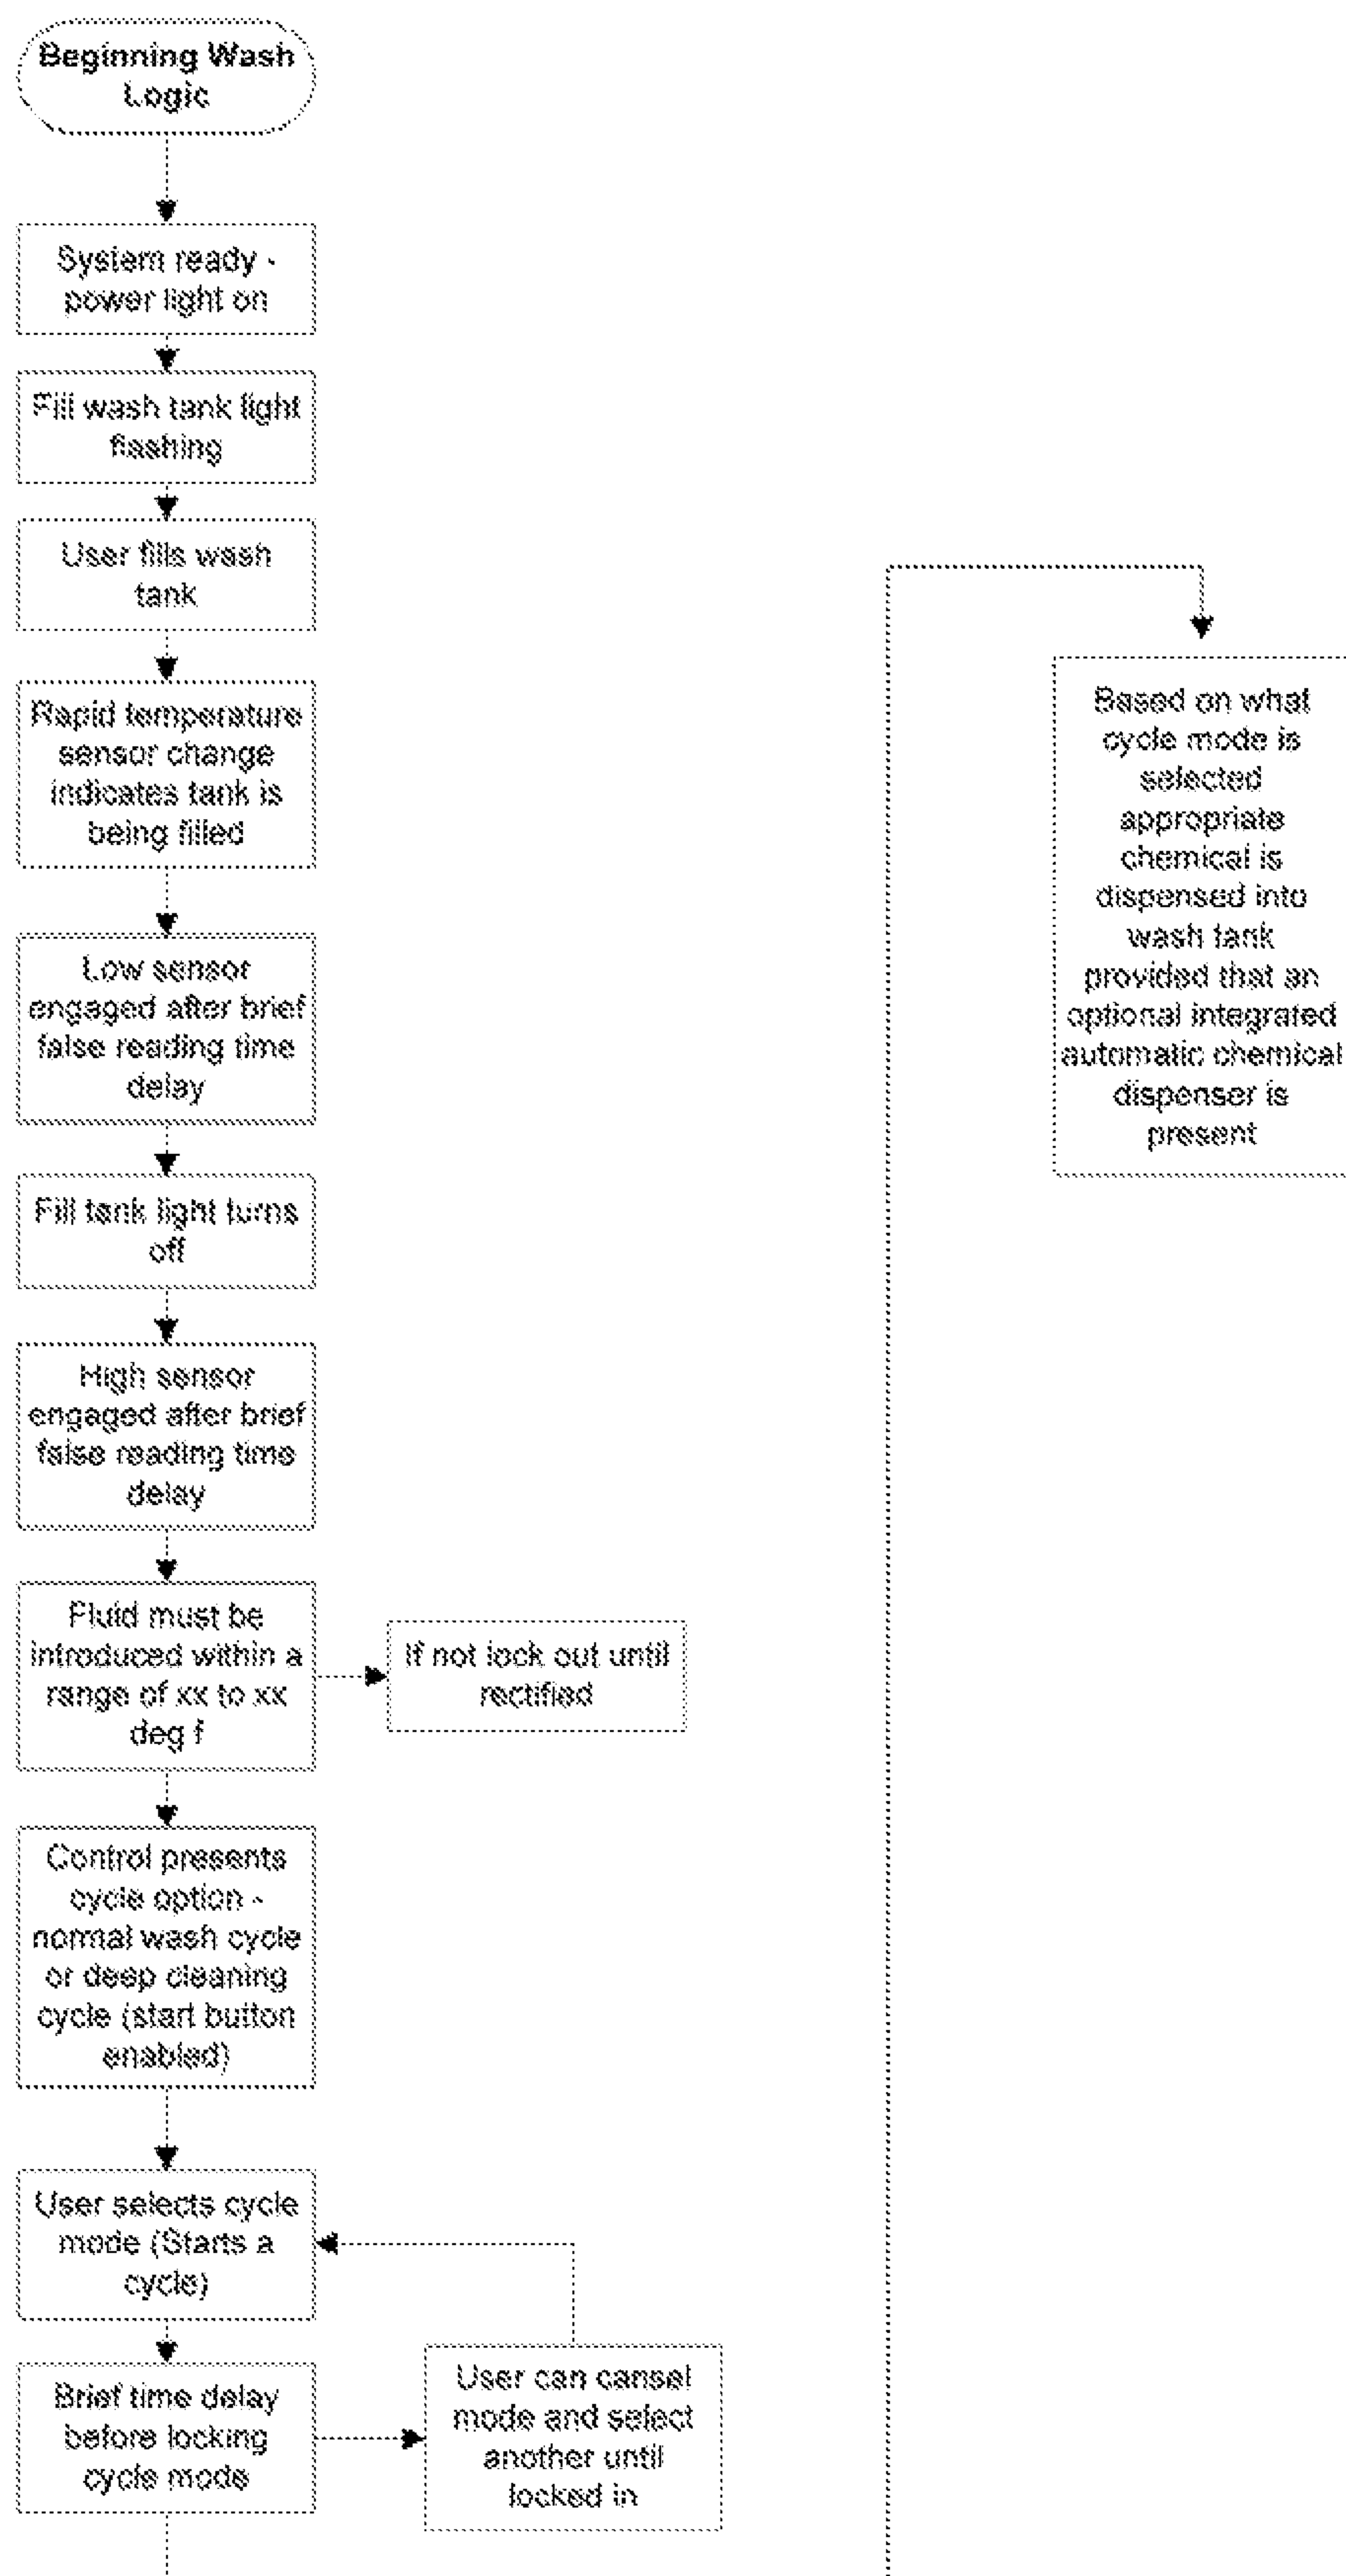 Beginning Wash
Logic
System ready -
power light on
Fill wash tank light
flashing
User fills wash
tank
Rapid temperature
sensor change
indicates tank is
being filled
Low sensor
engaged after brief
false reading time
delay
Fill tank light turns
off
High sensor
engaged after brief
false reading time
delay
Fluid must be
introduced within a
range of xx to xx
deg f
If not lock out until
rectified
Control presents
cycle option -
normal wash cycle
or deep cleaning
cycle (start button
enabled)
User selects cycle
mode (Starts a
cycle)
Brief time delay
before locking
cycle mode
User can cansel
mode and select
another until
locked in
Based on what
cycle mode is
selected
appropriate
chemical is
dispensed into
wash tank
provided that an
optional integrated
automatic chemical
dispenser is
present